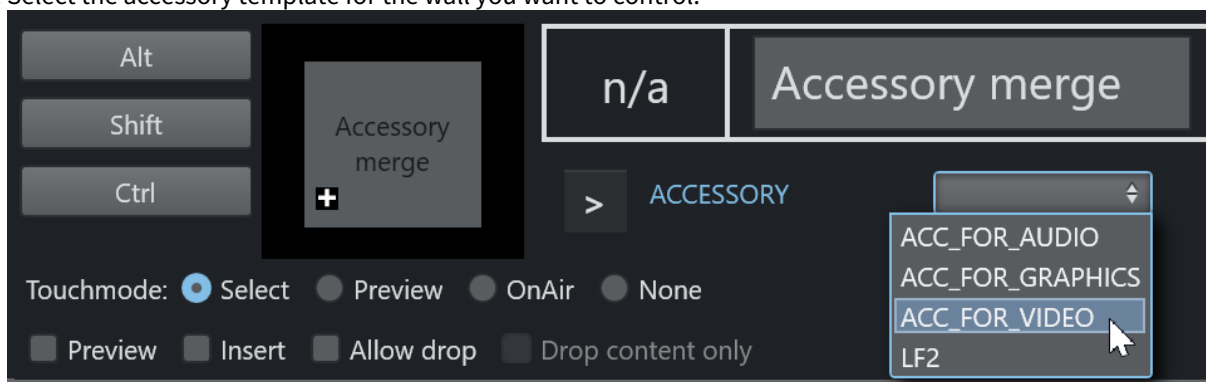 Select the accessory template for the wall you want to control.
Alt
Shift
Ctrl
Accessory
merge
n/a
Accessory merge
>
ACCESSORY
ACC_FOR_AUDIO
ACC_FOR_GRAPHICS
ACC_FOR_VIDEO
LF2
Touchmode: Select Preview OnAir None
Preview Insert Allow drop Drop content only